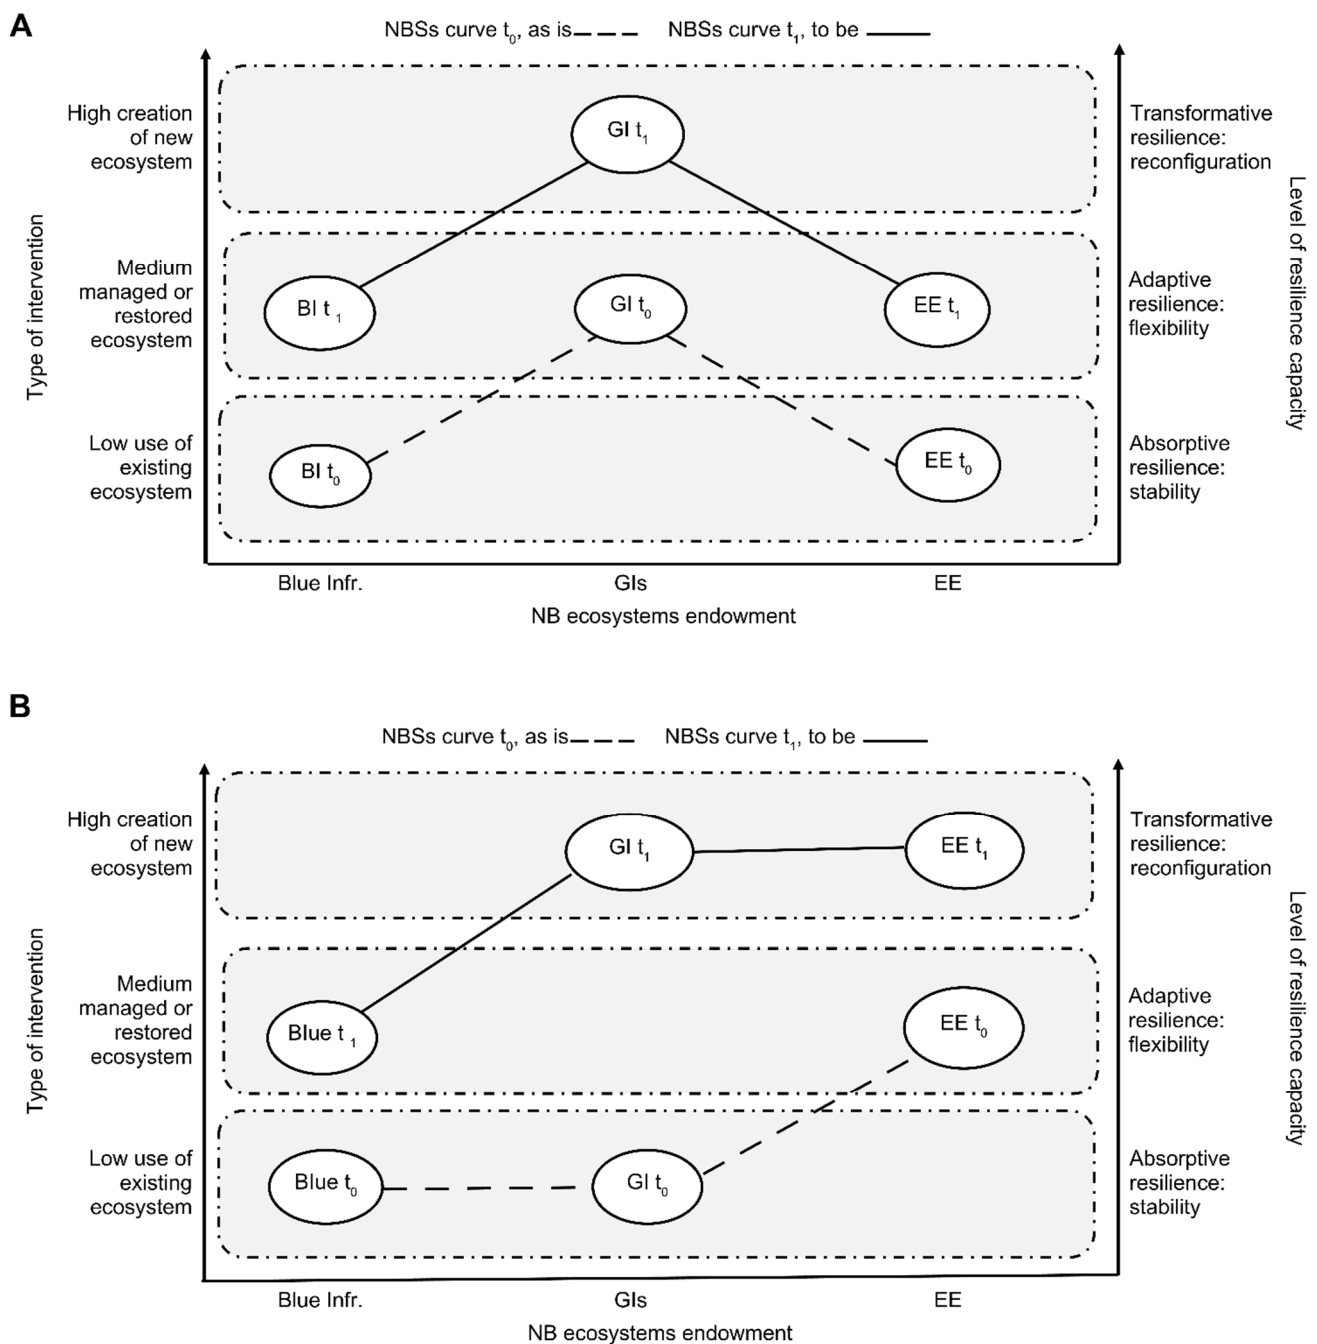 A
NBSs curve t0, as is
NBSs curve t1, to be
High creation
of new
ecosystem
GI t1
Transformative
resilience:
reconfiguration
Type of intervention
Medium
managed or
restored
ecosystem
BI t 1
GI t0
EE t1
Adaptive
resilience:
flexibility
Level of resilience capacity
Low use of
existing
ecosystem
BI t0
EE t0
Absorptive
resilience:
stability
Blue Infr.
GIs
EE
NB ecosystems endowment
B
NBSs curve t0, as is
NBSs curve t1, to be
High creation
of new
ecosystem
GI t1
EE t1
Transformative
resilience:
reconfiguration
Type of intervention
Medium
managed or
restored
ecosystem
Blue t 1
EE t0
Adaptive
resilience:
flexibility
Level of resilience capacity
Low use of
existing
ecosystem
Blue t0
GI t0
Absorptive
resilience:
stability
Blue Infr.
GIs
EE
NB ecosystems endowment